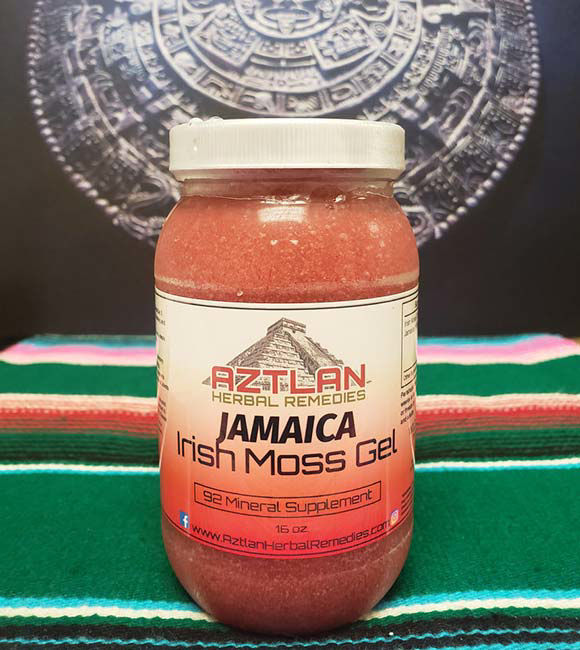 AZTLAN
HERBAL REMEDIES
JAMAICA
Irish Moss Gel
92 Mineral Supplement
16 oz.
www.AztlanHerbalRemedies.com